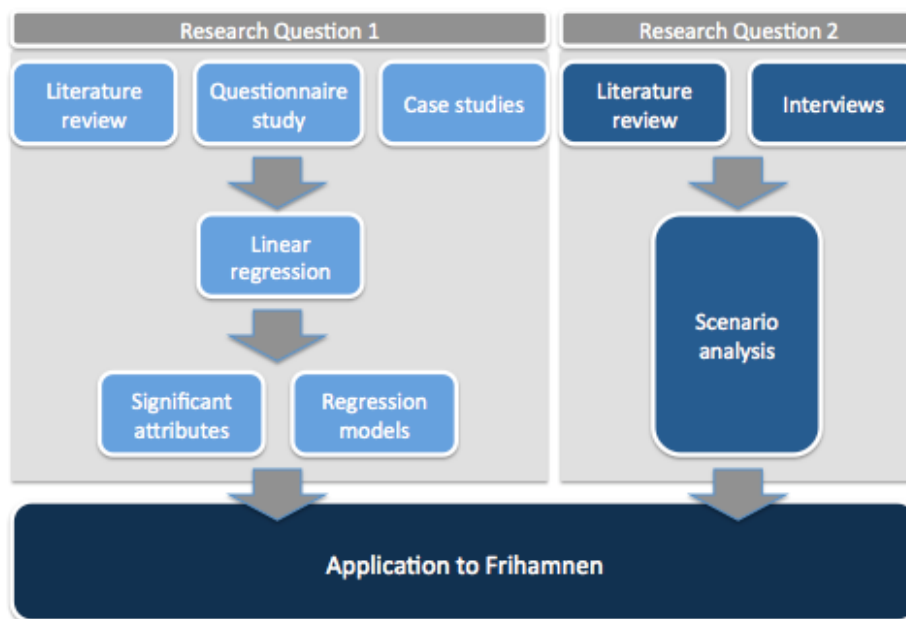 Research Question 1
Research Question 2
Literature
review
Questionnaire
study
Case studies
Literature
review
Interviews
Linear
regression
Scenario
analysis
Significant
attributes
Regression
models
Application to Frihamnen